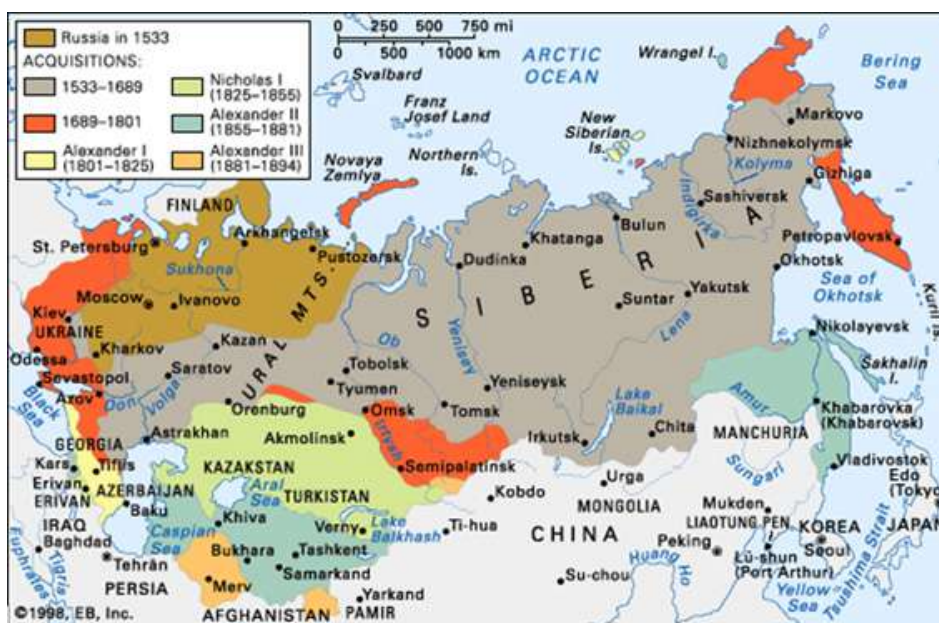 Russia in 1533
ACQUISITIONS:
1533–1689
1689–1801
Alexander I
(1801–1825)
Nicholas I
(1825–1855)
Alexander II
(1855–1881)
Alexander III
(1881–1894)
0 250 500 750 mi
0 500 1000 km
ARCTIC
OCEAN
Wrangel I.
Bering
Sea
Svalbard
Franz
Josef Land
Northern
Is.
New
Siberian
Is.
Novaya
Zemlya
Markovo
Nizhnekolymsk
Kolyma
Gizhiga
FINLAND
Indigirka
Sashiversk
St. Petersburg
Arkhangelsk
Pustozersk
Khatanga
Bulun
Petropavlovsk
Sukhona
Dudinka
Okhotsk
SIBERIA
Sea of
Okhotsk
Moscow
Ivanovo
URAL MTS.
Suntar
Yakutsk
Kuril Is.
Kiev
UKRAINE
Kazan
Ob
Yenisey
Lena
Nikolayevsk
Odessa
Kharkov
Saratov
Tobolsk
Sakhalin
I.
Sevastopol
Tyumen
Yeniseysk
Black
Sea
Azov
Don
Volga
Orenburg
Omsk
Tomsk
Lake
Baikal
Amur
Khabarovka
(Khabarovsk)
Astrakhan
Akmolinsk
Irtysh
Irkutsk
Chita
MANCHURIA
GEORGIA
Kars
Tiflis
KAZAKSTAN
Semipalatinsk
Urga
Sungari
Vladivostok
Erivan
ERIVAN
AZERBAIJAN
Aral
Sea
TURKISTAN
Kobdo
MONGOLIA
Mukden
Edo
(Tokyo)
Baku
Khiva
Verny
Lake
Balkhash
Ti-hua
CHINA
LIAOTUNG PEN.
KOREA
JAPAN
IRAQ
Baghdad
Caspian
Sea
Bukhara
Tashkent
Peking
Seoul
Tehrān
Samarkand
Huang
Ho
Lü-shun
(Port Arthur)
Euphrates
Tigris
PERSIA
Merv
Su-chou
Yellow
Sea
Tsushima Strait
Yarkand
AFGHANISTAN
PAMIR
©1998, EB, Inc.